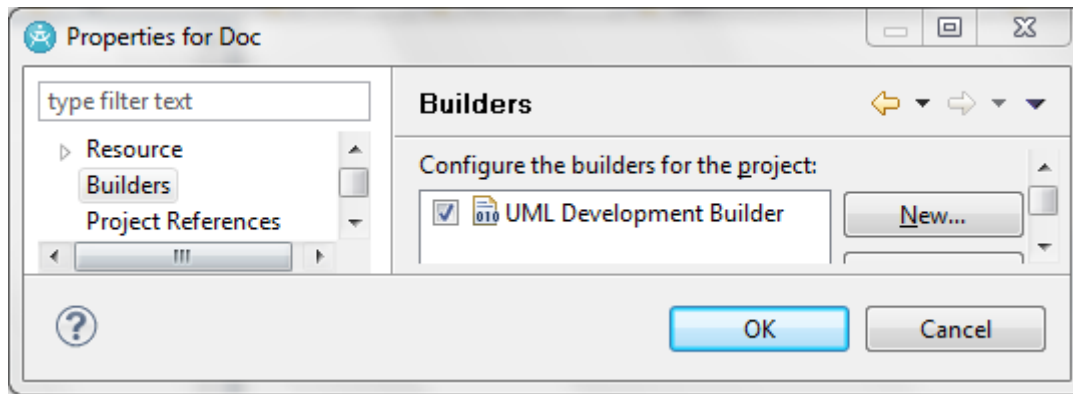 Properties for Doc
type filter text
Resource
Builders
Project References
Builders
Configure the builders for the project:
010 UML Development Builder
New...
OK
Cancel